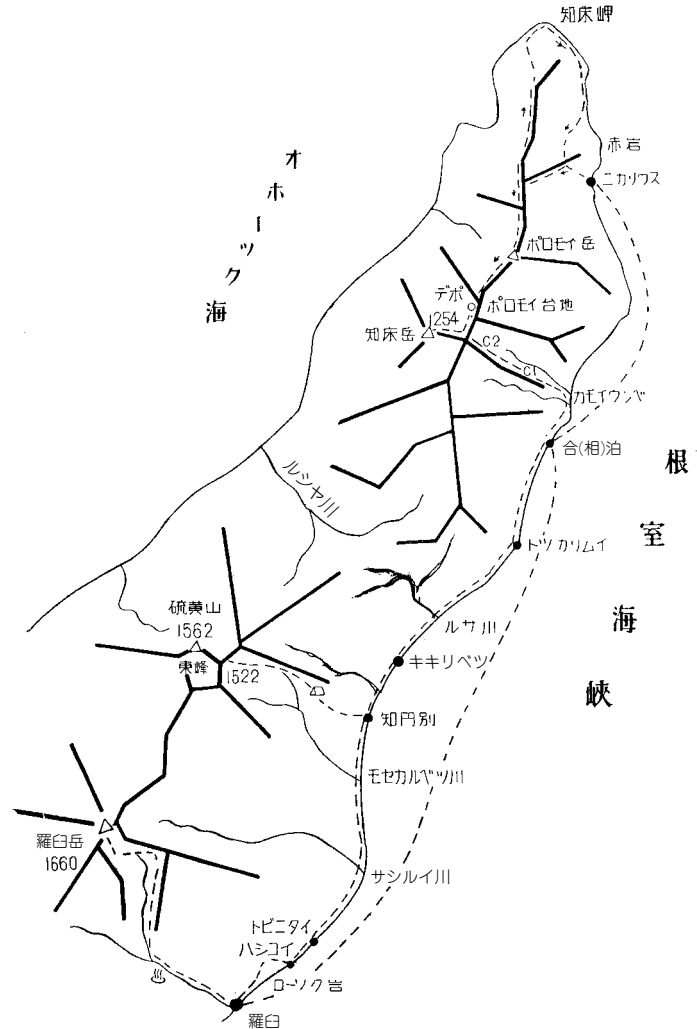 知床岬
オホーツク海
赤岩
ニカリウス
ポロモイ岳
デポ
ポロモイ台地
1254
知床岳
C2
C1
カモイウンベ
合(相)泊
根室海峡
ルシヤ川
トツカリムイ
硫黄山
1562
ルサ川
東峰
1522
キキリベツ
知円別
モセカルベツ川
羅臼岳
1660
サシルイ川
トビニタイ
ハシコイ
ローソク岩
羅臼